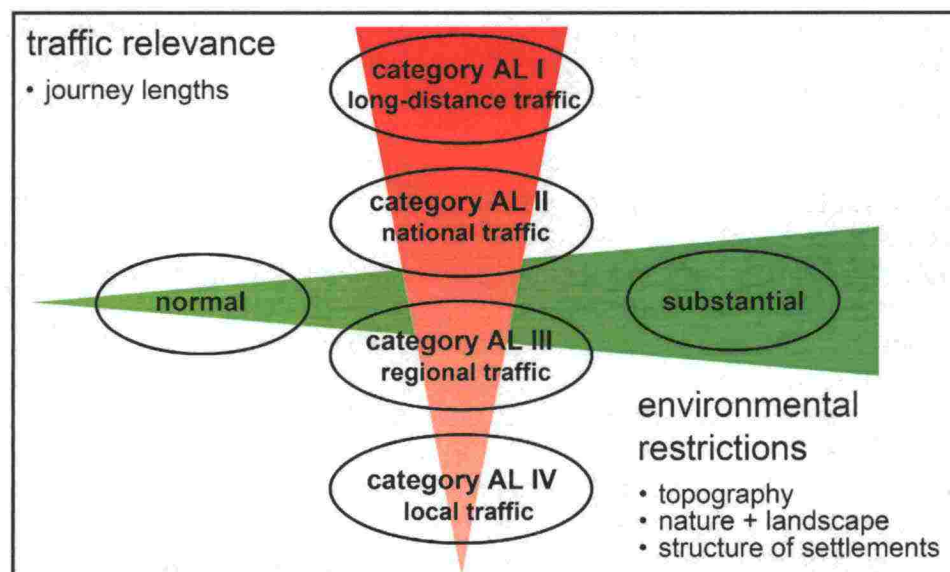 traffic relevance
• journey lengths
category AL I
long-distance traffic
category AL II
national traffic
normal
substantial
category AL III
regional traffic
category AL IV
local traffic
environmental
restrictions
• topography
• nature + landscape
• structure of settlements